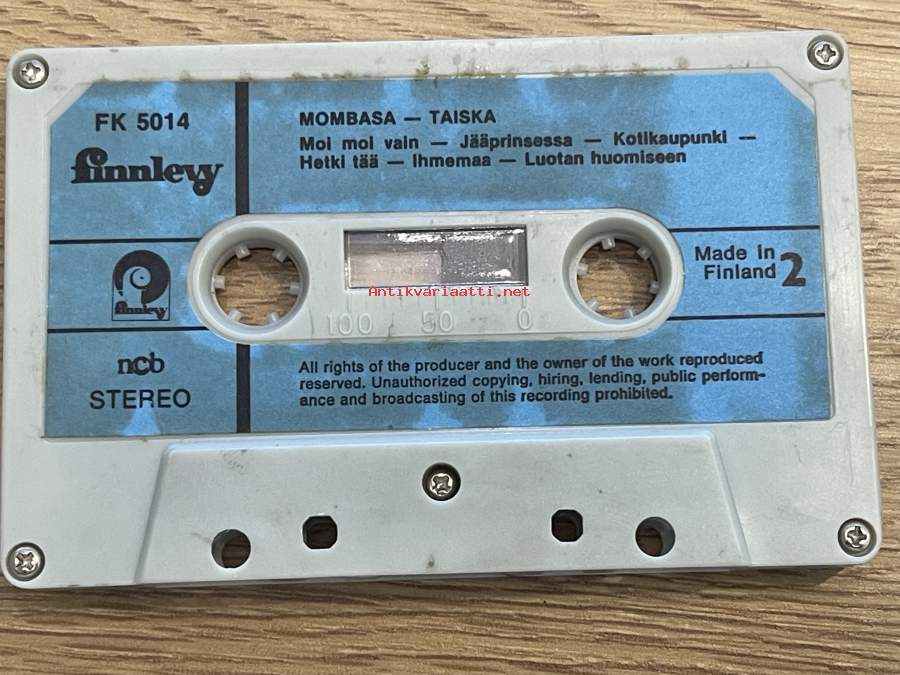 FK 5014
finnlevy
MOMBASA — TAISKA
Moi moi vain — Jääprinsessa — Kotikaupunki —
Hetki tää — Ihmemaa — Luotan huomiseen
finnlevy
Made in
Finland 2
Antikvariaatti.net
100 50 0
ncb
STEREO
All rights of the producer and the owner of the work reproduced
reserved. Unauthorized copying, hiring, lending, public perform-
ance and broadcasting of this recording prohibited.